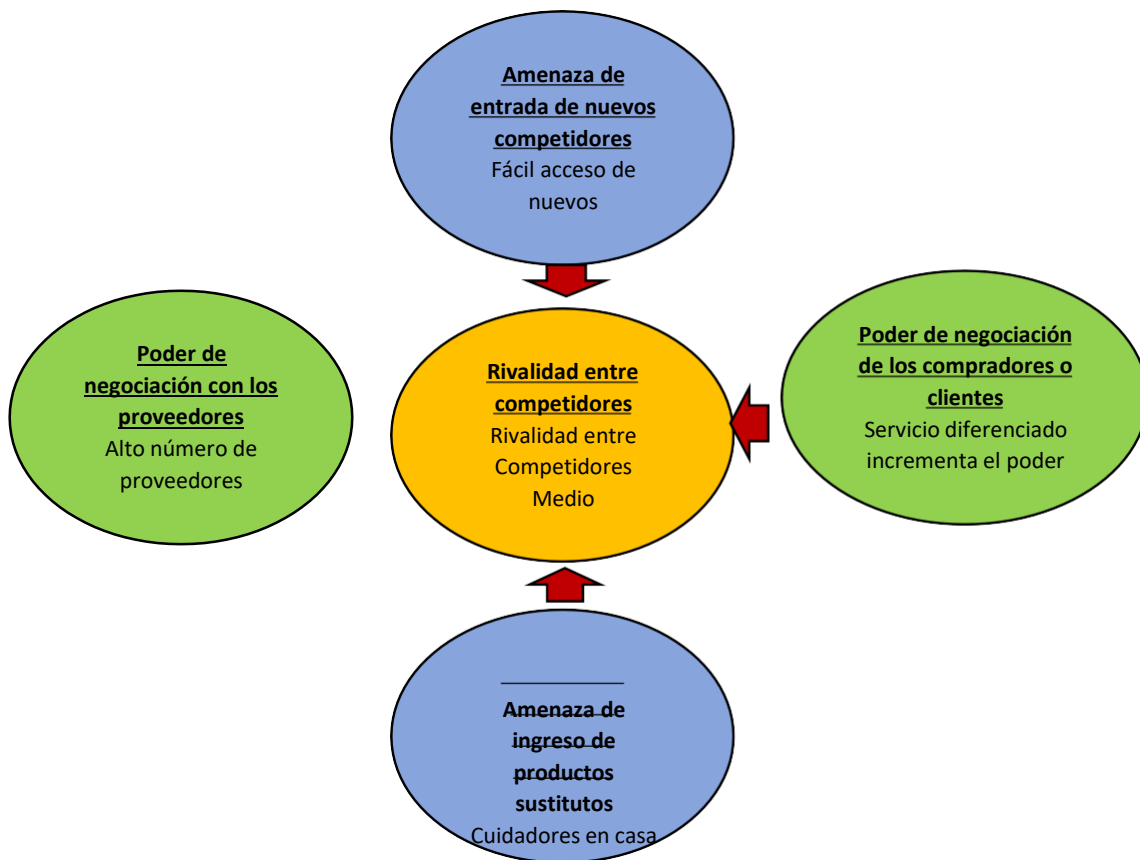 Amenaza de
entrada de nuevos
competidores
Fácil acceso de
nuevos
Poder de
negociación con los
proveedores
Alto número de
proveedores
Rivalidad entre
competidores
Rivalidad entre
Competidores
Medio
Poder de negociación
de los compradores o
clientes
Servicio diferenciado
incrementa el poder
Amenaza de
ingreso de
productos
sustitutos
Cuidadores en casa